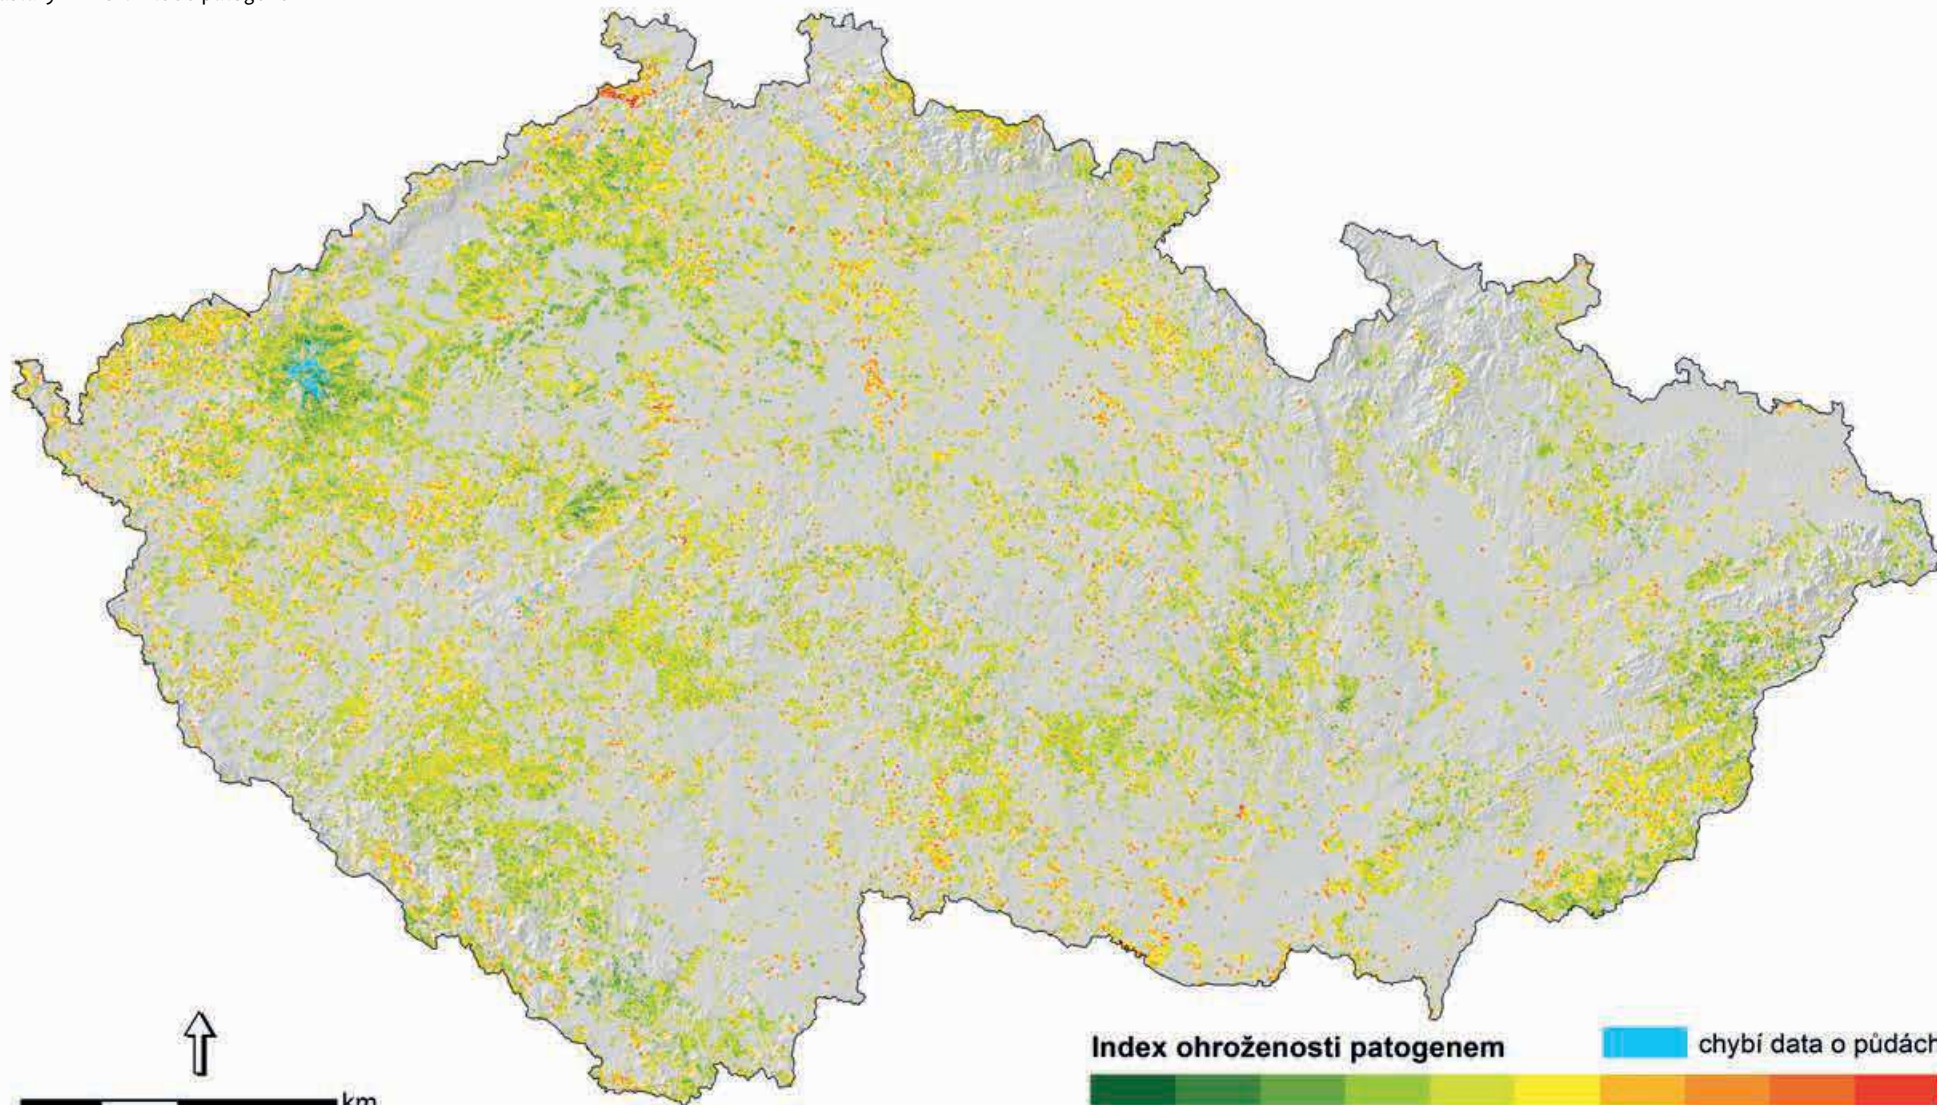 Index ohroženosti patogenem
chybí data o půdách
km